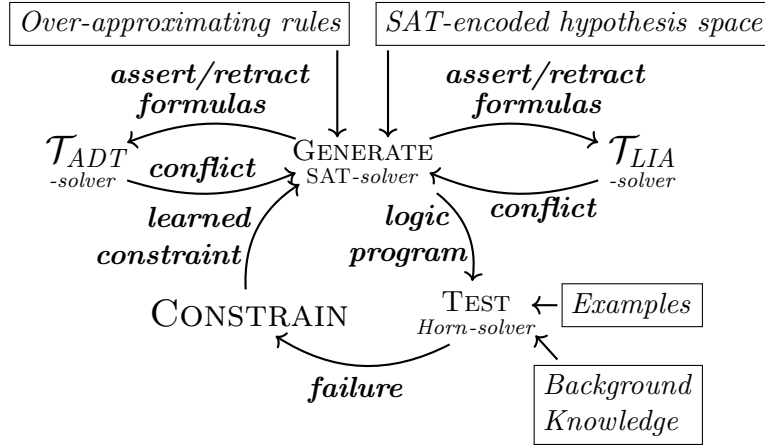 Over-approximating rules
SAT-encoded hypothesis space
assert/retract
formulas
assert/retract
formulas
T_ADT
-solver
GENERATE
SAT-solver
T_LIA
-solver
conflict
conflict
learned
constraint
logic
program
CONSTRAIN
TEST
Horn-solver
Examples
failure
Background
Knowledge